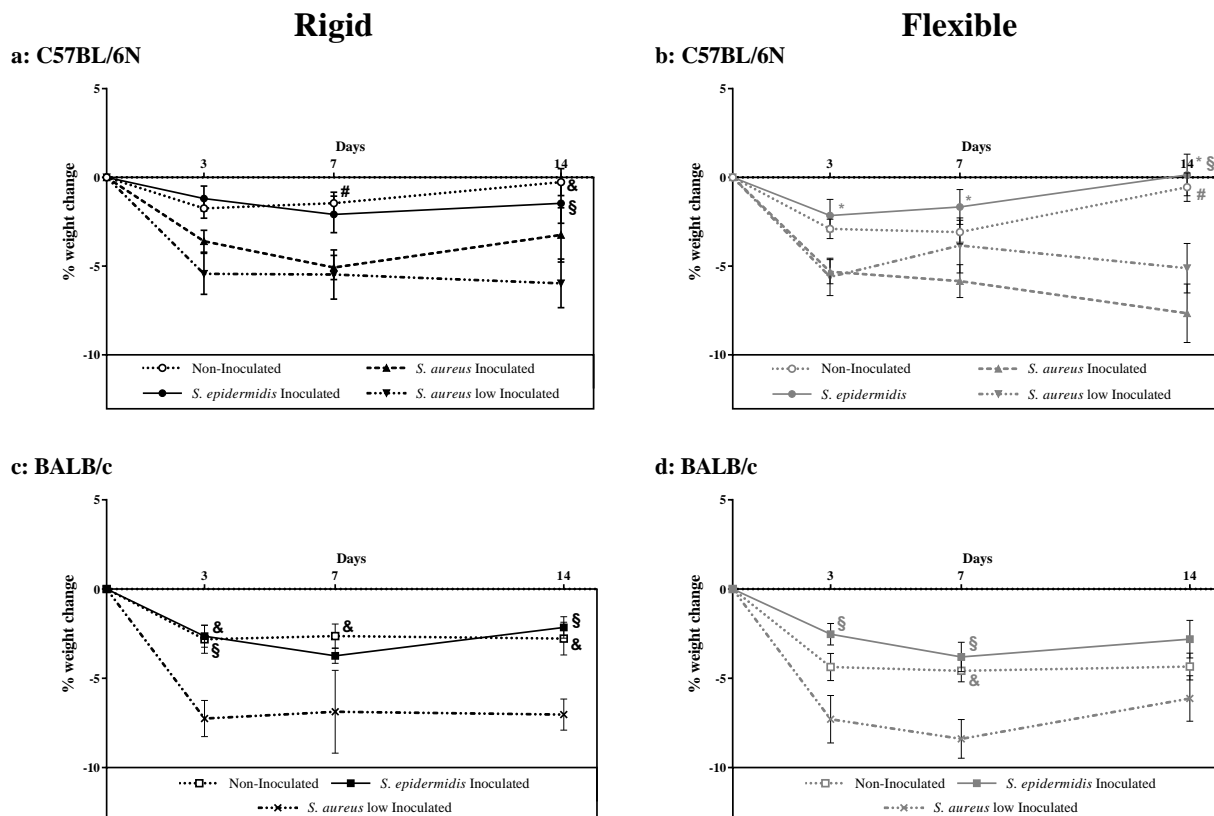 Rigid
Flexible
a: C57BL/6N
b: C57BL/6N
5
0
-5
-10
% weight change
Days
3
7
14
#
&
§
Non-Inoculated
S. aureus Inoculated
S. epidermidis Inoculated
S. aureus low Inoculated
5
0
-5
-10
% weight change
Days
3
7
14
*
*
* §
#
Non-Inoculated
S. aureus Inoculated
S. epidermidis
S. aureus low Inoculated
c: BALB/c
d: BALB/c
5
0
-5
-10
% weight change
Days
3
7
14
&
§
&
§
&
Non-Inoculated
S. epidermidis Inoculated
S. aureus low Inoculated
5
0
-5
-10
% weight change
Days
3
7
14
§
§
&
Non-Inoculated
S. epidermidis Inoculated
S. aureus low Inoculated